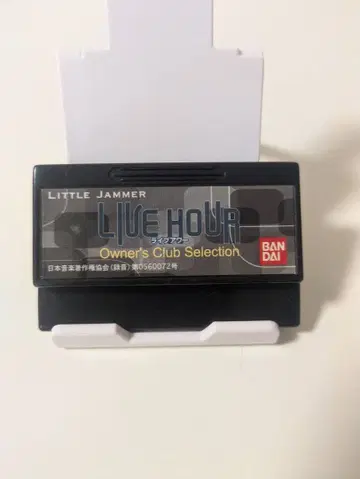 LITTLE JAMMER
LIVE HOUR
ライブアワー
Owner's Club Selection
日本音楽著作権協会(録音)第0560072号
BAN
DAI